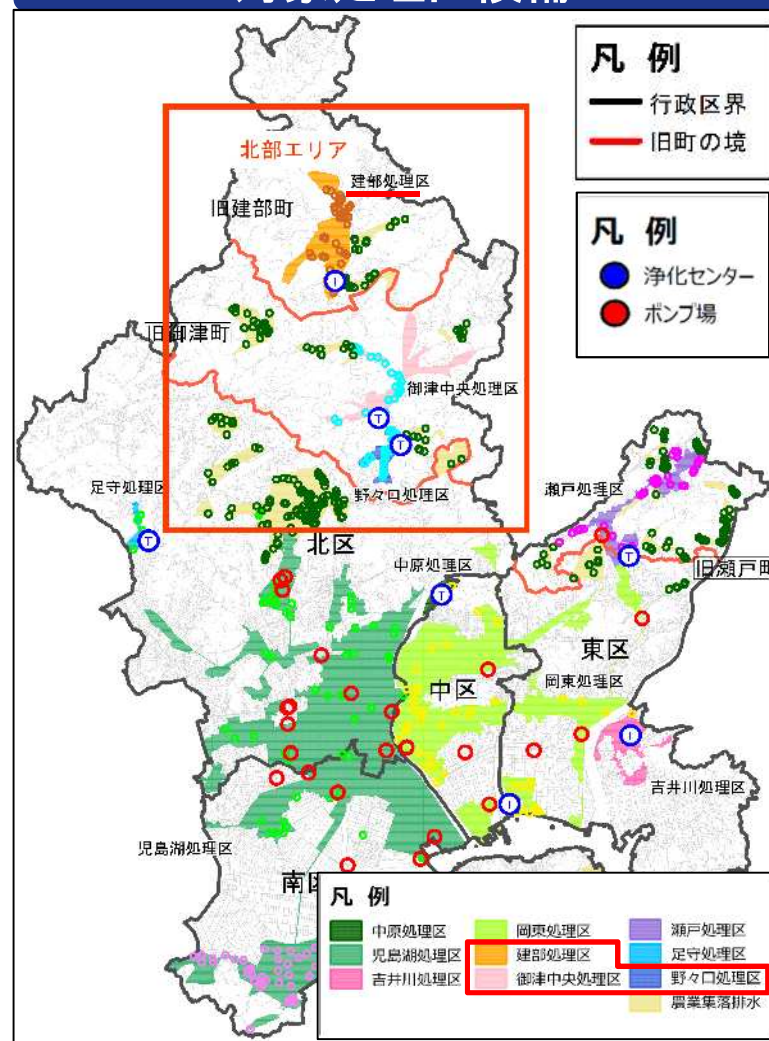 凡 例
行政区界
旧町の境
凡 例
浄化センター
ポンプ場
北部エリア
建部処理区
旧建部町
旧御津町
御津中央処理区
足守処理区
野々口処理区
瀬戸処理区
北区
中原処理区
旧瀬戸町
東区
中区
岡東処理区
吉井川処理区
児島湖処理区
南区
凡 例
中原処理区 岡東処理区 瀬戸処理区
児島湖処理区 建部処理区 足守処理区
吉井川処理区 御津中央処理区 野々口処理区
農業集落排水